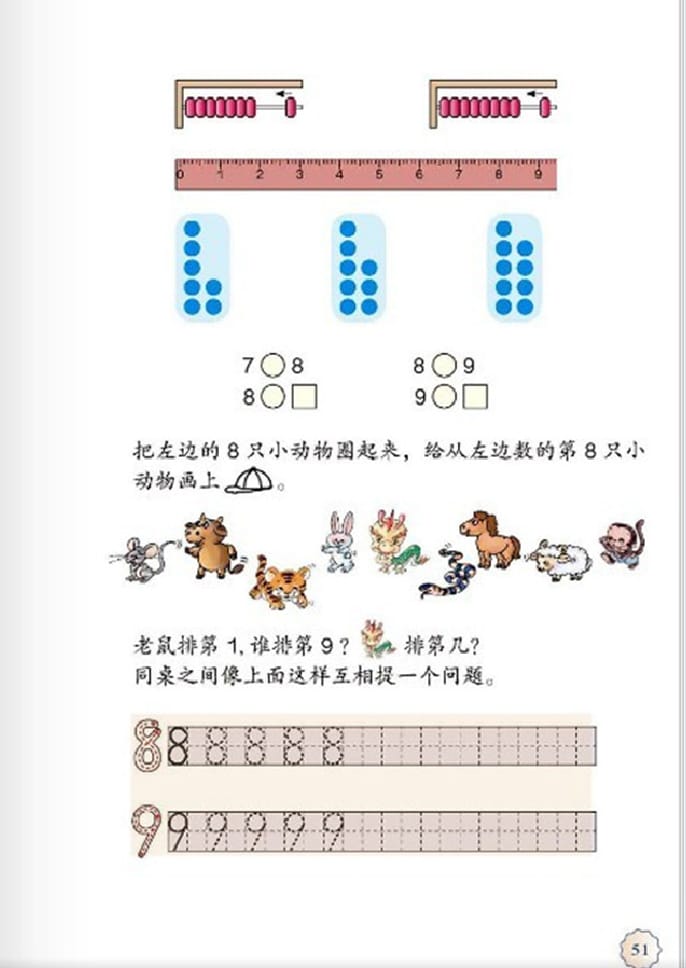 0 1 2 3 4 5 6 7 8 9
7 8 8 9
8 9
把左边的 8 只小动物圈起来，给从左边数的第 8 只小
动物画上 。
老鼠排第 1,谁排第 9？ 排第几？
同桌之间像上面这样互相提一个问题。
8 8 8 8 8 8
9 9 9 9 9 9
51